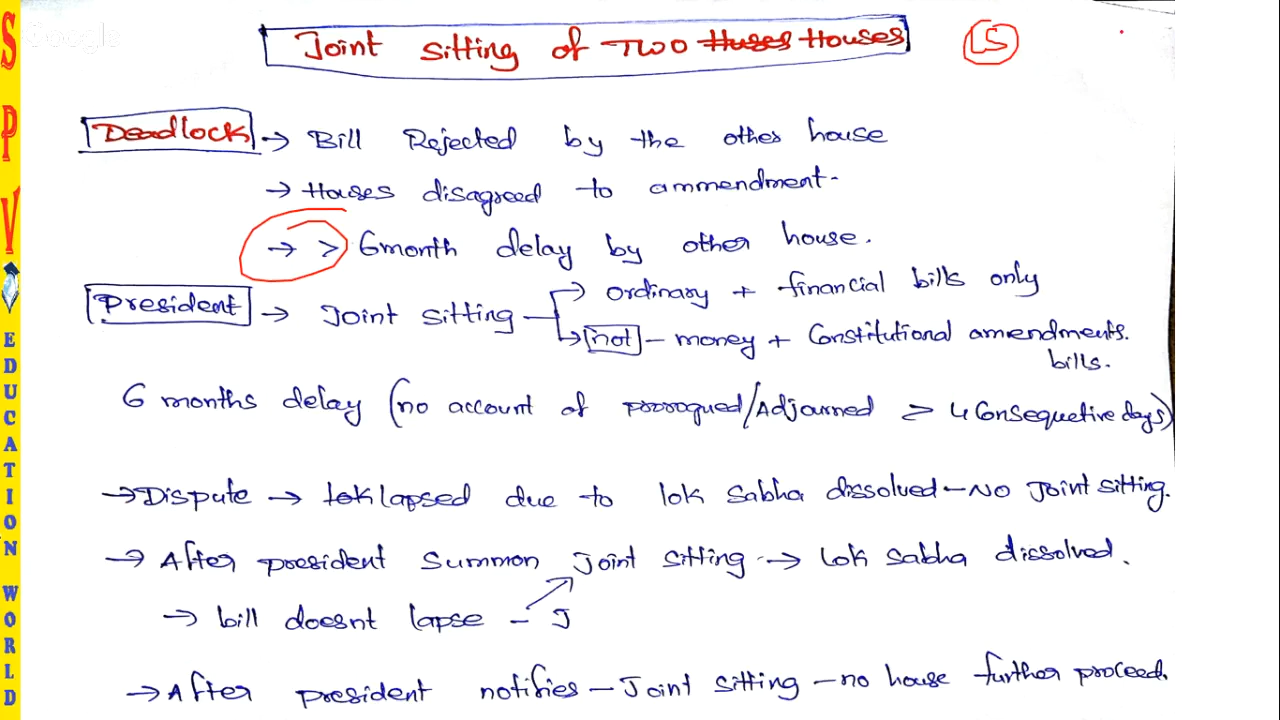 Google
Joint sitting of Two Huses Houses LS
Deadlock → Bill Rejected by the other house
→ Houses disagreed to ammendment.
→ > 6month delay by other house.
President → Joint sitting → ordinary + financial bills only
→ not – money + Constitutional amendments.
bills.
6 months delay (no account of prorogued/Adjourned ≥ 4 Consequetive days)
→ Dispute → lok lapsed due to lok sabha dissolved – No Joint sitting.
→ After president Summon Joint sitting → lok sabha dissolved.
→ bill doesnt lapse – J
→ After president notifies – Joint sitting – no house further proceed.
SPV EDUCATION WORLD